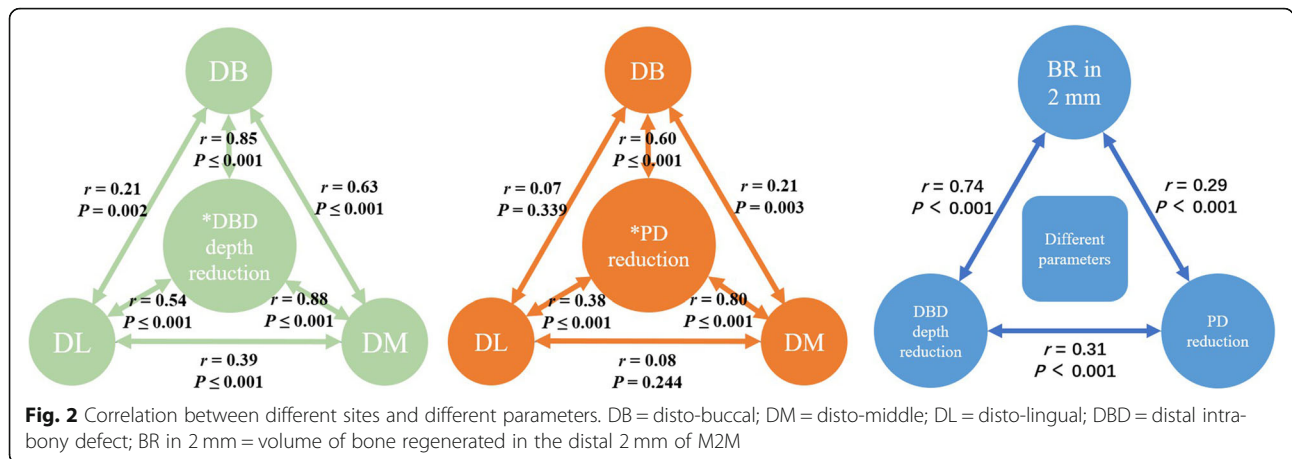 DB
r = 0.85
P ≤ 0.001
r = 0.21
P = 0.002
r = 0.63
P ≤ 0.001
*DBD
depth
reduction
r = 0.54
P ≤ 0.001
r = 0.88
P ≤ 0.001
DL
DM
r = 0.39
P ≤ 0.001
DB
r = 0.60
P ≤ 0.001
r = 0.07
P = 0.339
r = 0.21
P = 0.003
*PD
reduction
r = 0.38
P ≤ 0.001
r = 0.80
P ≤ 0.001
DL
DM
r = 0.08
P = 0.244
BR in
2 mm
r = 0.74
P < 0.001
r = 0.29
P < 0.001
Different
parameters
DBD
depth
reduction
PD
reduction
r = 0.31
P < 0.001
Fig. 2 Correlation between different sites and different parameters. DB = disto-buccal; DM = disto-middle; DL = disto-lingual; DBD = distal intra-
bony defect; BR in 2 mm = volume of bone regenerated in the distal 2 mm of M2M